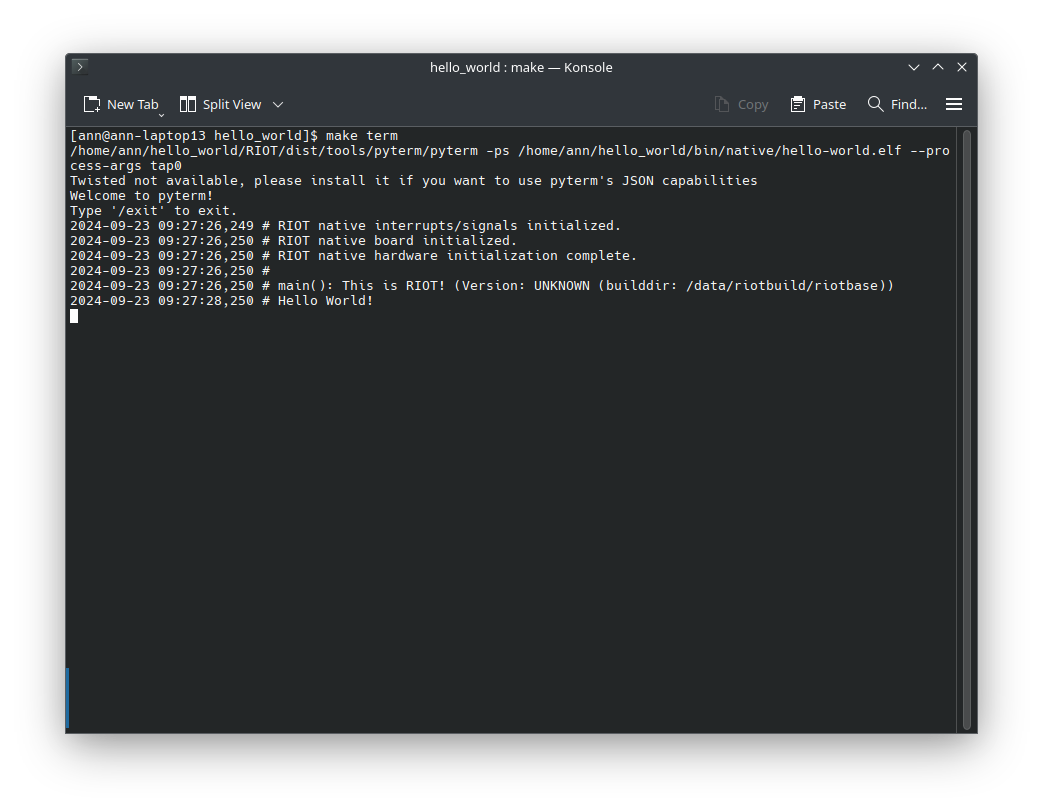 hello_world : make — Konsole
New Tab Split View Copy Paste Find...
[ann@ann-laptop13 hello_world]$ make term
/home/ann/hello_world/RIOT/dist/tools/pyterm/pyterm -ps /home/ann/hello_world/bin/native/hello-world.elf --pro
cess-args tap0
Twisted not available, please install it if you want to use pyterm's JSON capabilities
Welcome to pyterm!
Type '/exit' to exit.
2024-09-23 09:27:26,249 # RIOT native interrupts/signals initialized.
2024-09-23 09:27:26,250 # RIOT native board initialized.
2024-09-23 09:27:26,250 # RIOT native hardware initialization complete.
2024-09-23 09:27:26,250 #
2024-09-23 09:27:26,250 # main(): This is RIOT! (Version: UNKNOWN (builddir: /data/riotbuild/riotbase))
2024-09-23 09:27:28,250 # Hello World!